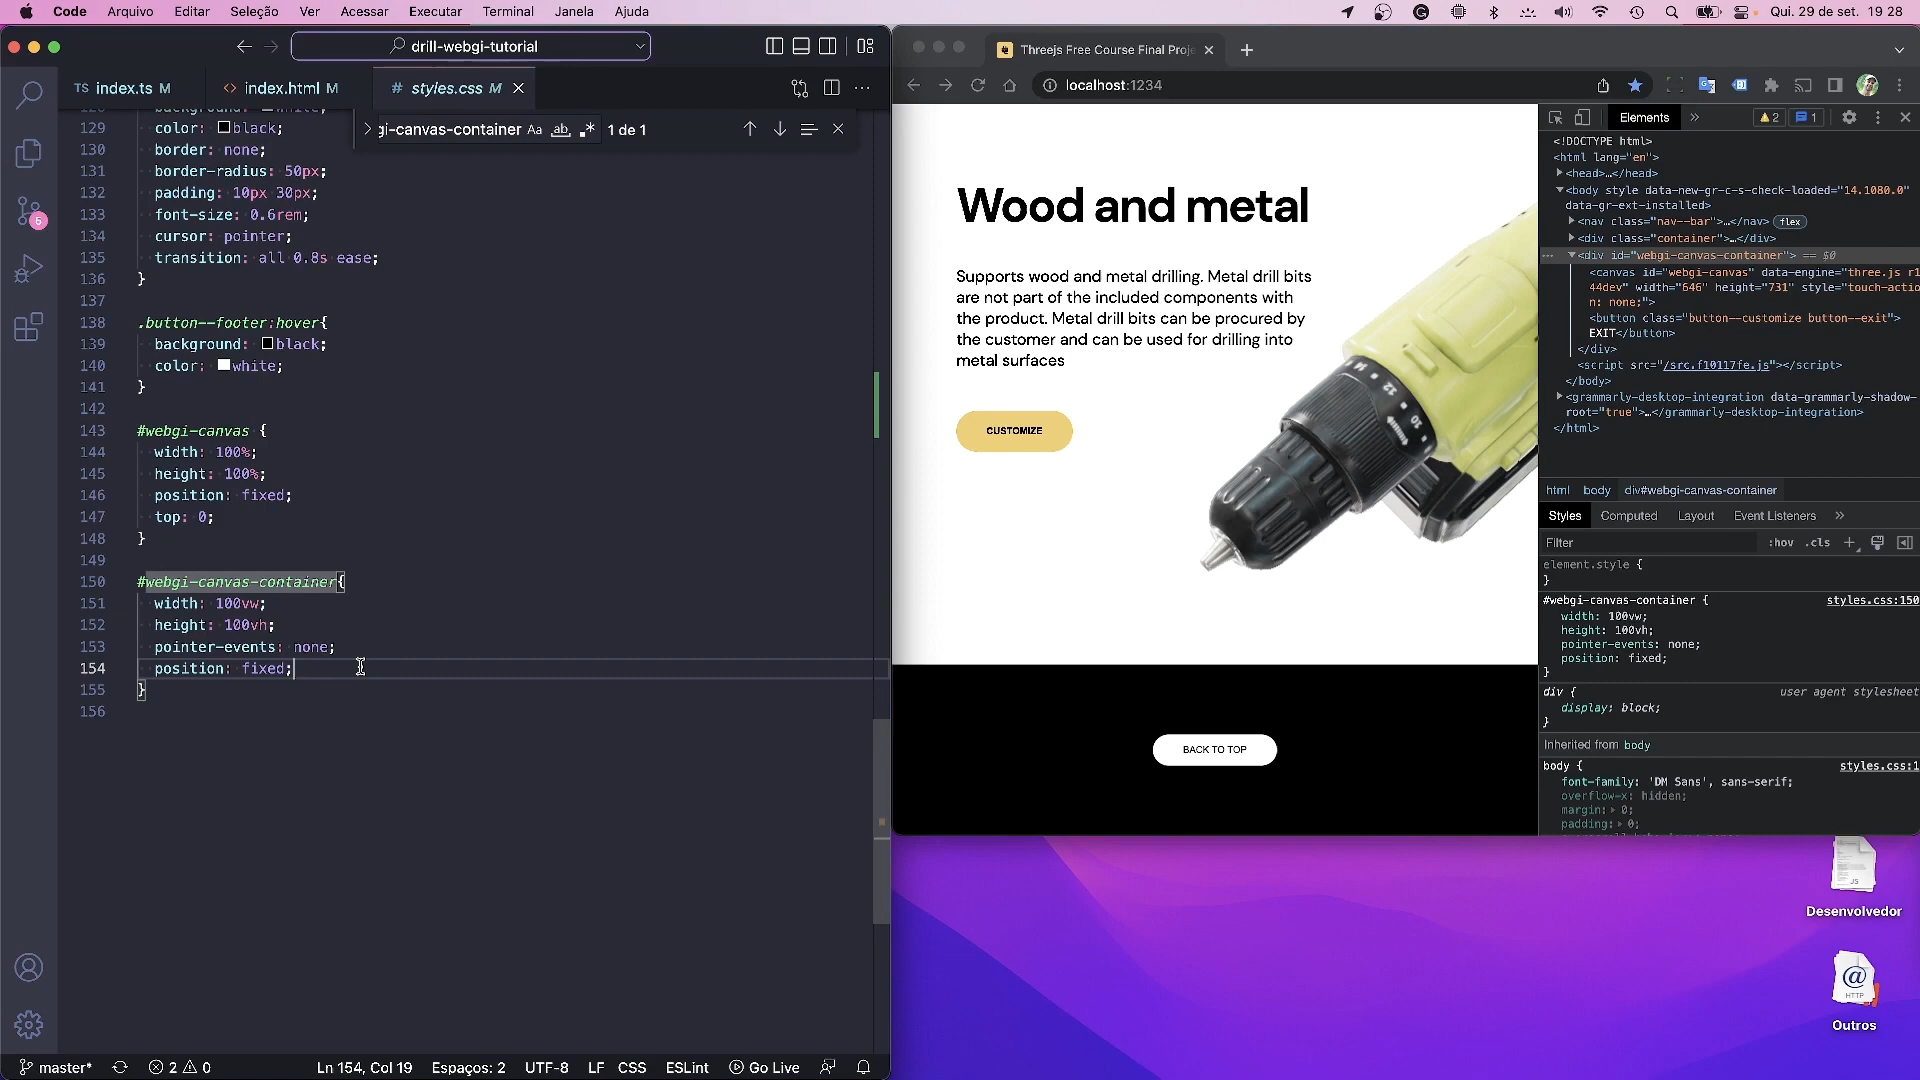 Code Arquivo Editar Seleção Ver Acessar Executar Terminal Janela Ajuda
Qui. 29 de set. 19 28
drill-webgi-tutorial
TS index.ts M
<> index.html M
# styles.css M
gi-canvas-container Aa ab .* 1 de 1
129 color: black;
130 border: none;
131 border-radius: 50px;
132 padding: 10px 30px;
133 font-size: 0.6rem;
134 cursor: pointer;
135 transition: all 0.8s ease;
136 }
137
138 .button--footer:hover{
139 background: black;
140 color: white;
141 }
142
143 #webgi-canvas {
144 width: 100%;
145 height: 100%;
146 position: fixed;
147 top: 0;
148 }
149
150 #webgi-canvas-container{
151 width: 100vw;
152 height: 100vh;
153 pointer-events: none;
154 position: fixed;
155 }
156
5
master* 2 0 Ln 154, Col 19 Espaços: 2 UTF-8 LF CSS ESLint Go Live
Threejs Free Course Final Proje
localhost:1234
Wood and metal
Supports wood and metal drilling. Metal drill bits
are not part of the included components with
the product. Metal drill bits can be procured by
the customer and can be used for drilling into
metal surfaces
CUSTOMIZE
14
12
10
BACK TO TOP
Elements » 2 1
<!DOCTYPE html>
<html lang="en">
<head>…</head>
<body style data-new-gr-c-s-check-loaded="14.1080.0"
data-gr-ext-installed>
<nav class="nav--bar">…</nav> flex
<div class="container">…</div>
<div id="webgi-canvas-container"> == $0
<canvas id="webgi-canvas" data-engine="three.js r1
44dev" width="646" height="731" style="touch-actio
n: none;">
<button class="button--customize button--exit">
EXIT</button>
</div>
<script src="/src.f10117fe.js"></script>
</body>
<grammarly-desktop-integration data-grammarly-shadow-
root="true">…</grammarly-desktop-integration>
</html>
html body div#webgi-canvas-container
Styles Computed Layout Event Listeners »
Filter :hov .cls +
element.style {
}
#webgi-canvas-container { styles.css:150
width: 100vw;
height: 100vh;
pointer-events: none;
position: fixed;
}
div { user agent stylesheet
display: block;
}
Inherited from body
body { styles.css:1
font-family: 'DM Sans', sans-serif;
overflow-x: hidden;
margin: 0;
padding: 0;
JS
Desenvolvedor
@
HTTP
Outros